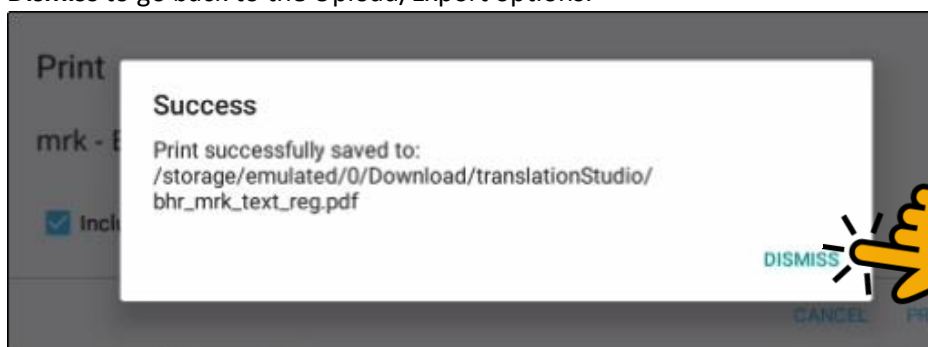 Dismiss to go back to the Upload/Export options.
Print
Success
mrk -
Print successfully saved to:
/storage/emulated/0/Download/translationStudio/
bhr_mrk_text_reg.pdf
Inclu
DISMISS
CANCEL PR